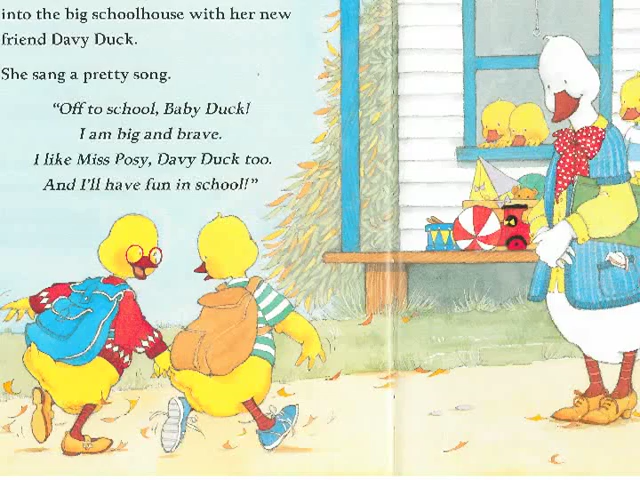 into the big schoolhouse with her new
friend Davy Duck.
She sang a pretty song.
“Off to school, Baby Duck!
I am big and brave.
I like Miss Posy, Davy Duck too.
And I'll have fun in school!”